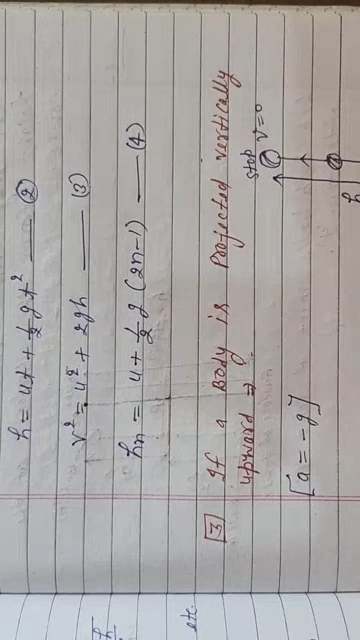 h = ut + 1/2 gt² — (2)
v² = u² + 2gh — (3)
hn = u + 1/2 g (2n-1) — (4)
[3] If a Body is Projected vertically
upward ⇒
[a = -g]
stop
v=0
h
etc.